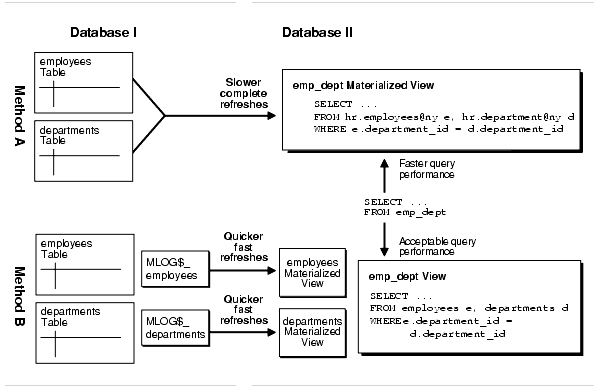 Database I
Database II
Method A
employees
Table
departments
Table
Slower
complete
refreshes
emp_dept Materialized View
SELECT ...
FROM hr.employees@ny e, hr.department@ny d
WHERE e.department_id = d.department_id
Faster query
performance
SELECT ...
FROM emp_dept
Acceptable query
performance
Method B
employees
Table
MLOG$_
employees
Quicker
fast
refreshes
employees
Materialized
View
departments
Table
MLOG$_
departments
Quicker
fast
refreshes
departments
Materialized
View
emp_dept View
SELECT ...
FROM employees e, departments d
WHEREe.department_id =
d.department_id